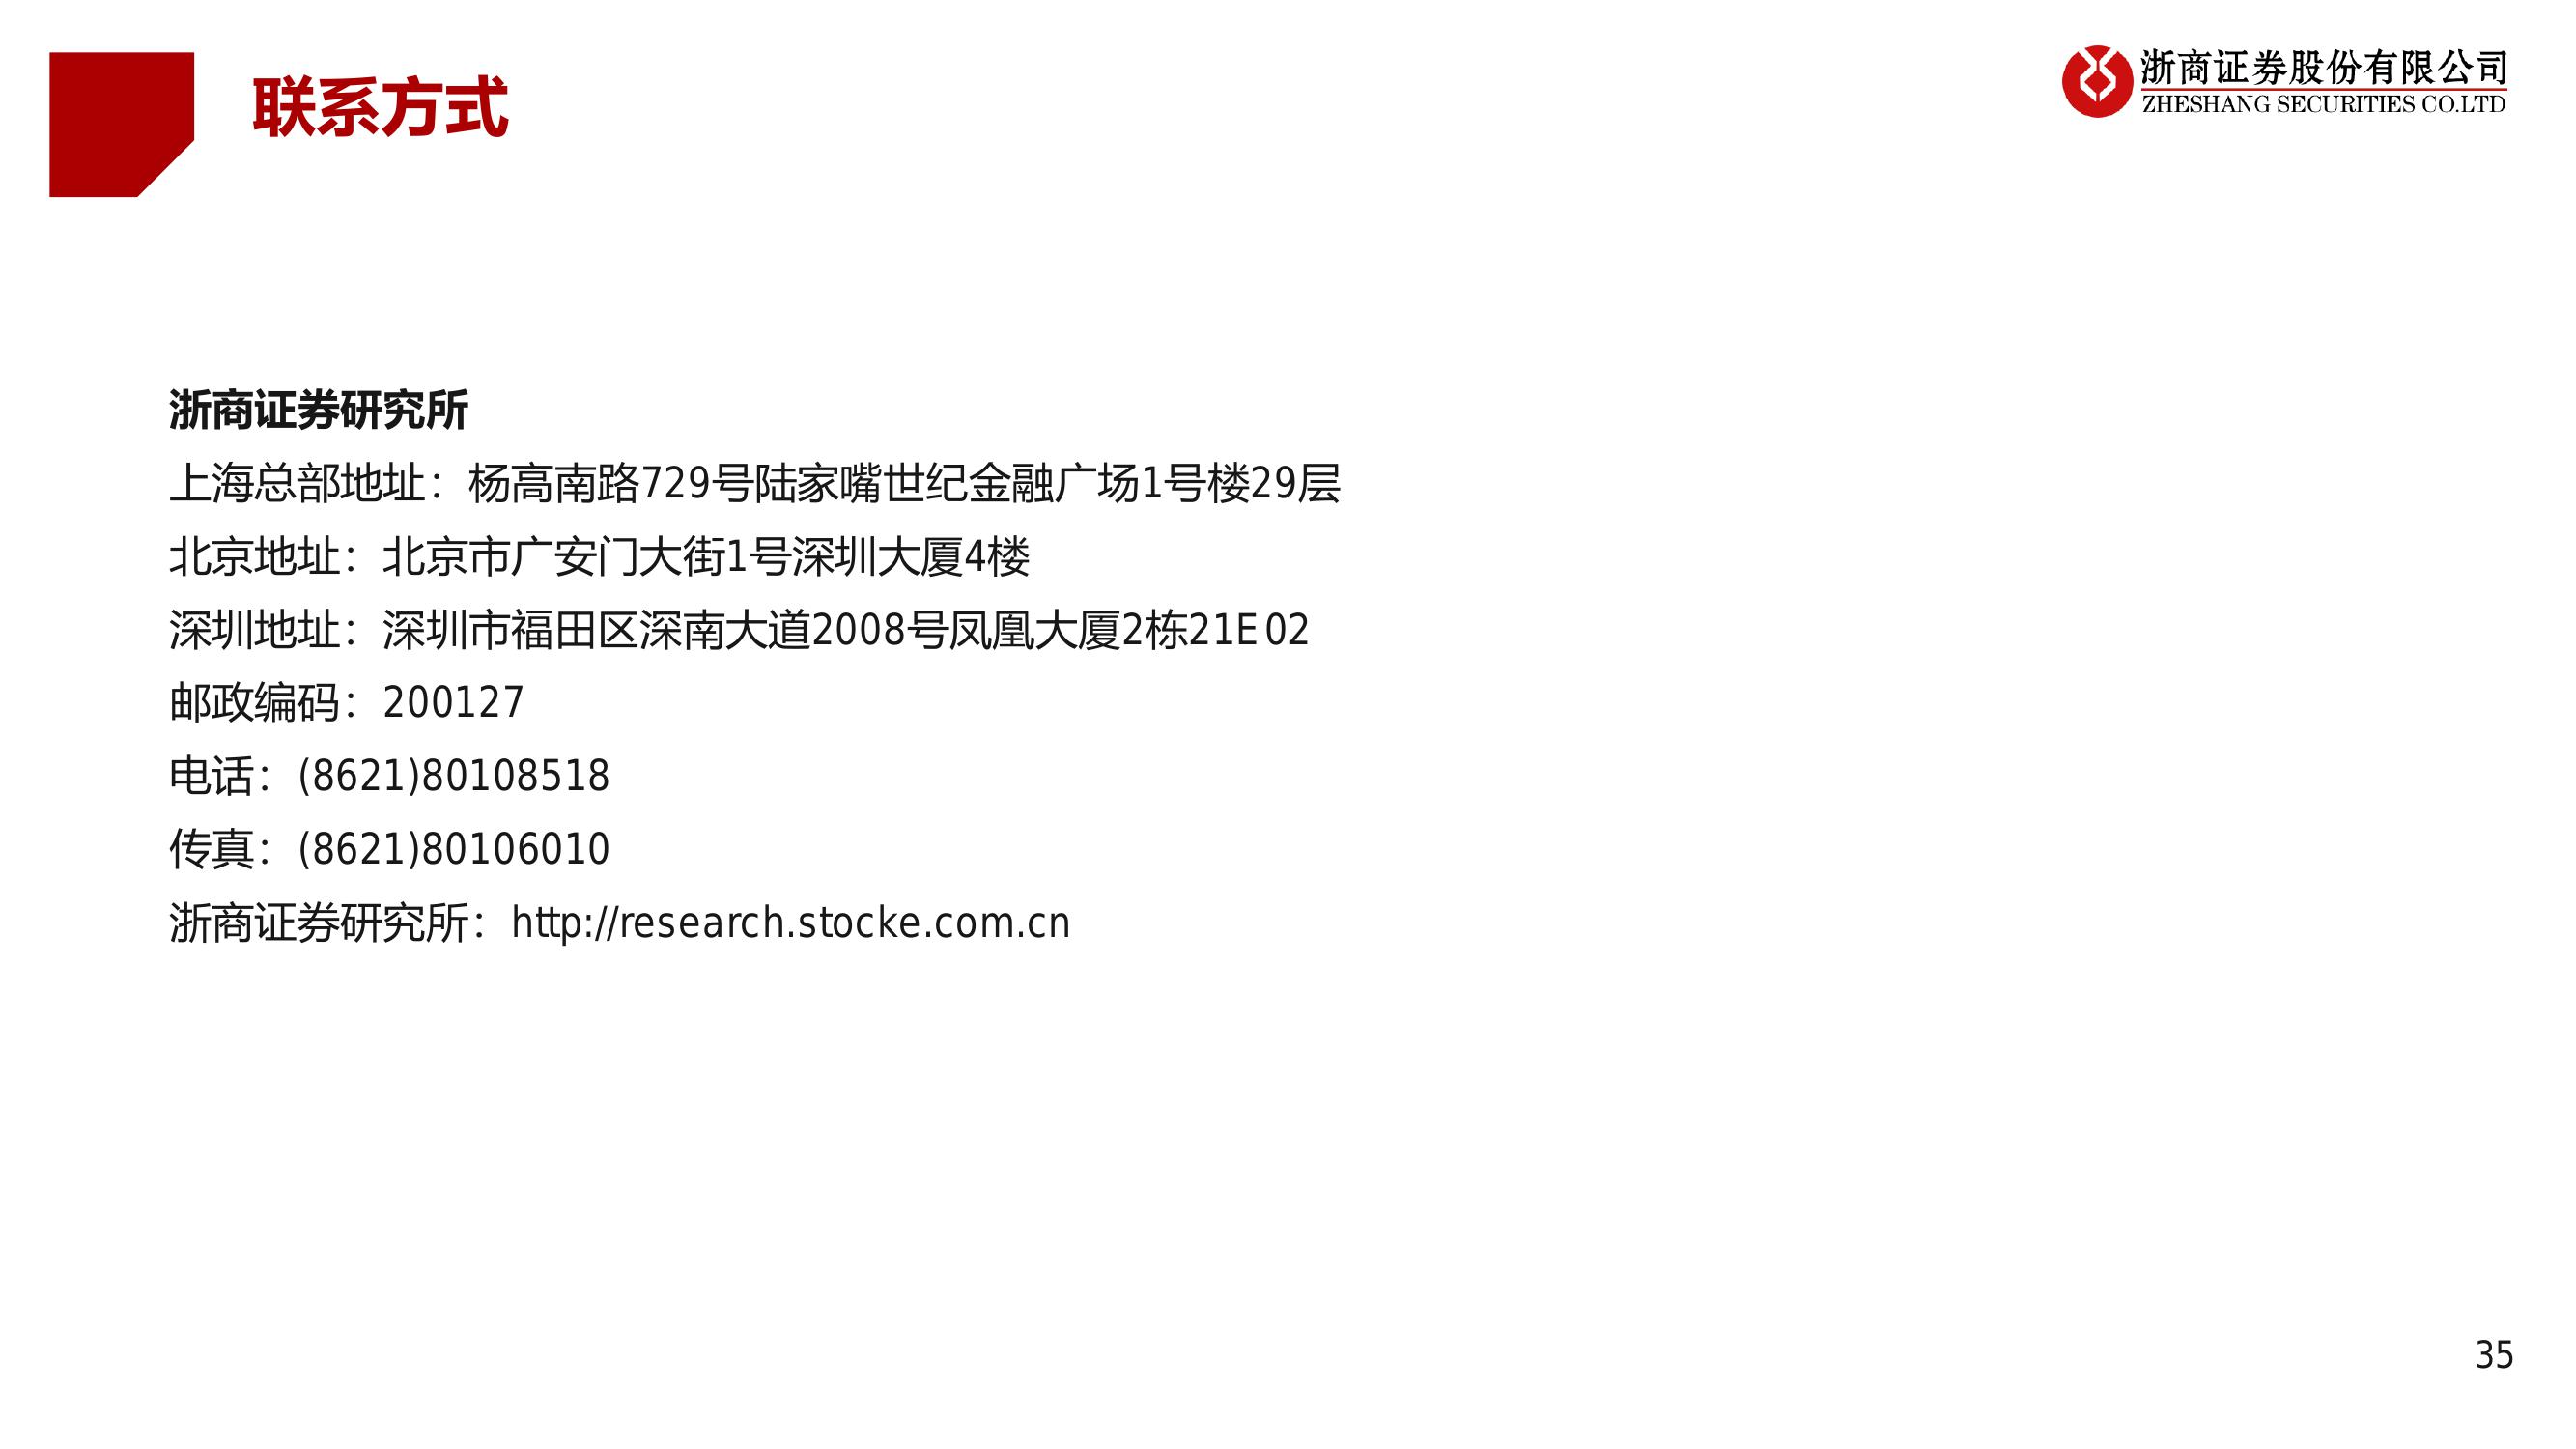 联系方式
浙商证券股份有限公司
ZHESHANG SECURITIES CO.LTD
浙商证券研究所
上海总部地址：杨高南路729号陆家嘴世纪金融广场1号楼29层
北京地址：北京市广安门大街1号深圳大厦4楼
深圳地址：深圳市福田区深南大道2008号凤凰大厦2栋21E02
邮政编码：200127
电话：(8621)80108518
传真：(8621)80106010
浙商证券研究所：http://research.stocke.com.cn
35